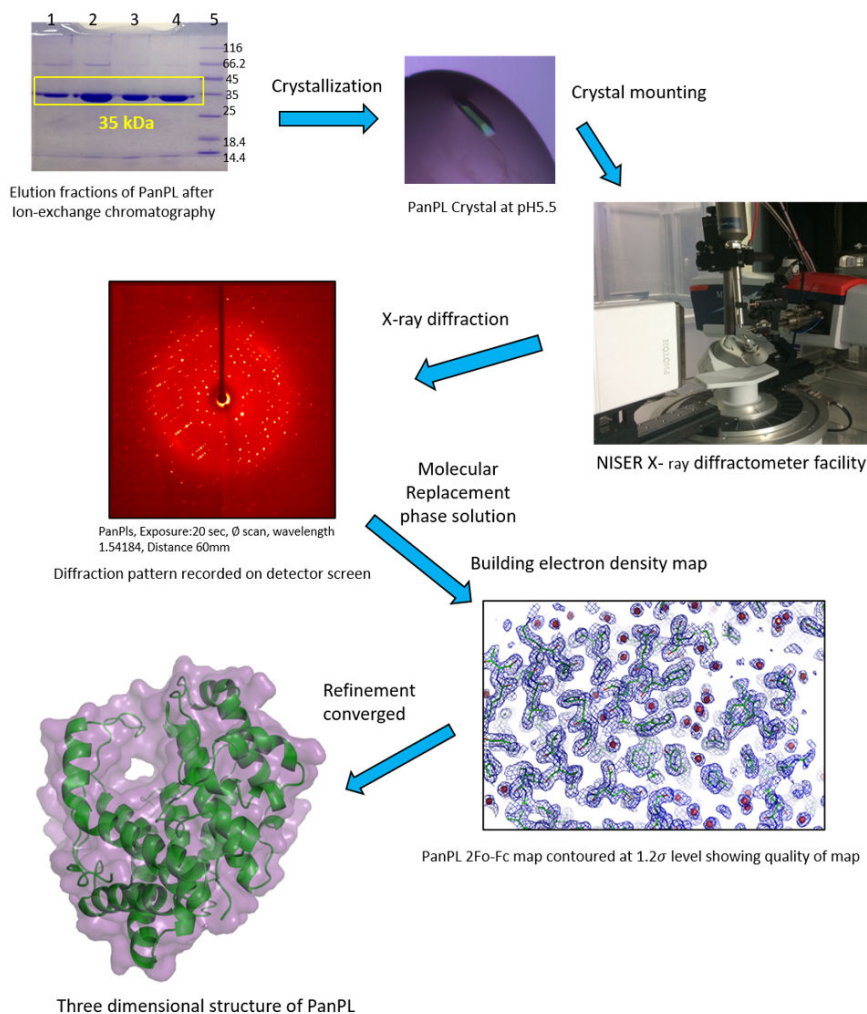 1 2 3 4 5
116
66.2
45
35
25
18.4
14.4
35 kDa
Elution fractions of PanPL after
Ion-exchange chromatography
Crystallization
PanPL Crystal at pH5.5
Crystal mounting
NISER X- ray diffractometer facility
X-ray diffraction
PanPls, Exposure:20 sec, Ø scan, wavelength
1.54184, Distance 60mm
Diffraction pattern recorded on detector screen
Molecular
Replacement
phase solution
Building electron density map
PanPL 2Fo-Fc map contoured at 1.2σ level showing quality of map
Refinement
converged
Three dimensional structure of PanPL